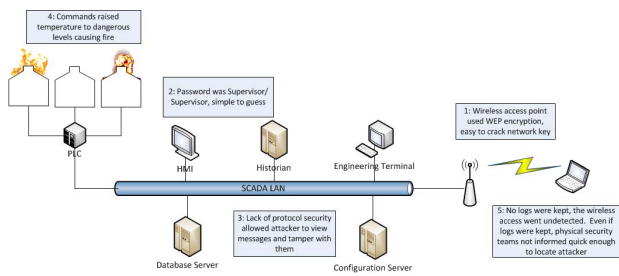 4: Commands raised
temperature to dangerous
levels causing fire
2: Password was Supervisor/
Supervisor, simple to guess
1: Wireless access point
used WEP encryption,
easy to crack network key
PLC
HMI
Historian
Engineering Terminal
SCADA LAN
3: Lack of protocol security
allowed attacker to view
messages and tamper with
them
5: No logs were kept, the wireless
access went undetected.  Even if
logs were kept, physical security
teams not informed quick enough
to locate attacker
Database Server
Configuration Server